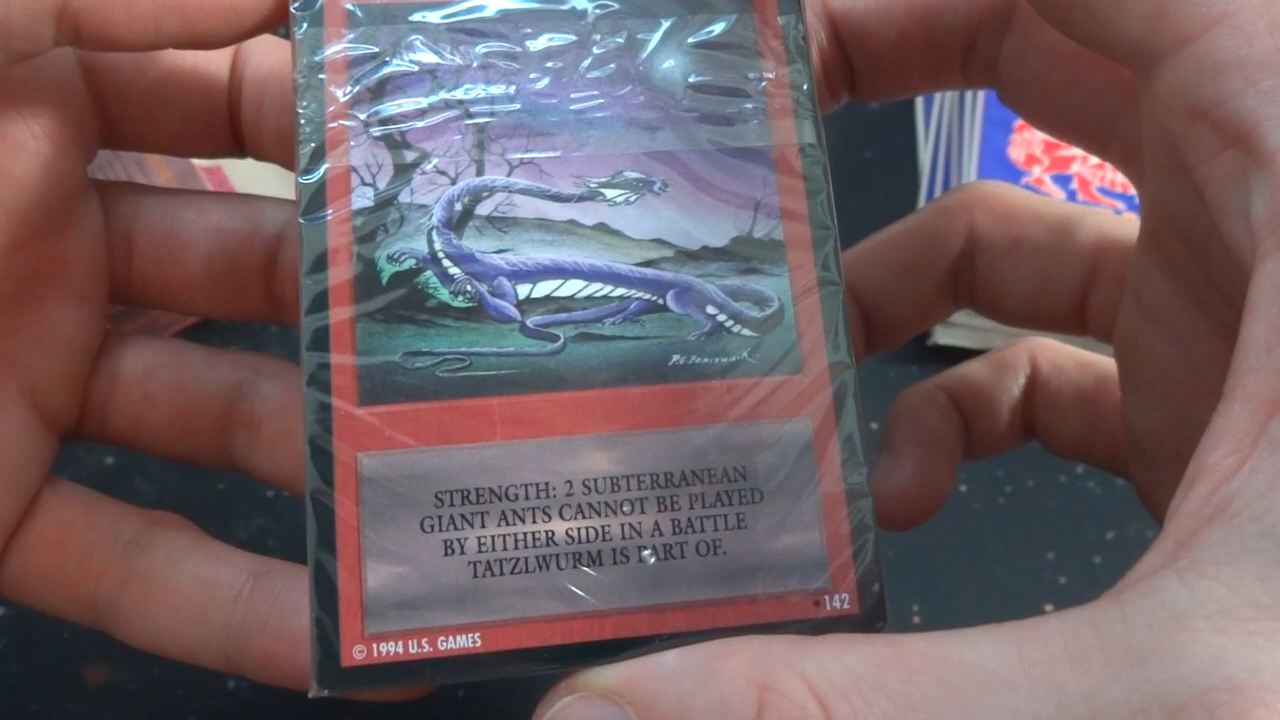 STRENGTH: 2 SUBTERRANEAN
GIANT ANTS CANNOT BE PLAYED
BY EITHER SIDE IN A BATTLE
TATZLWURM IS PART OF.
142
© 1994 U.S. GAMES